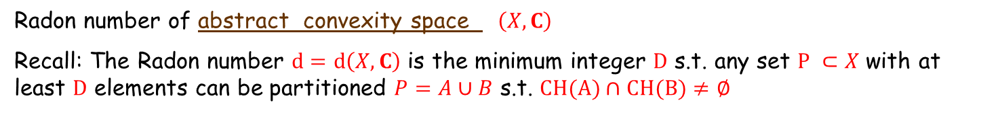 Radon number of abstract convexity space (X, C)
Recall: The Radon number d = d(X, C) is the minimum integer D s.t. any set P ⊂ X with at
least D elements can be partitioned P = A ∪ B s.t. CH(A) ∩ CH(B) ≠ ∅